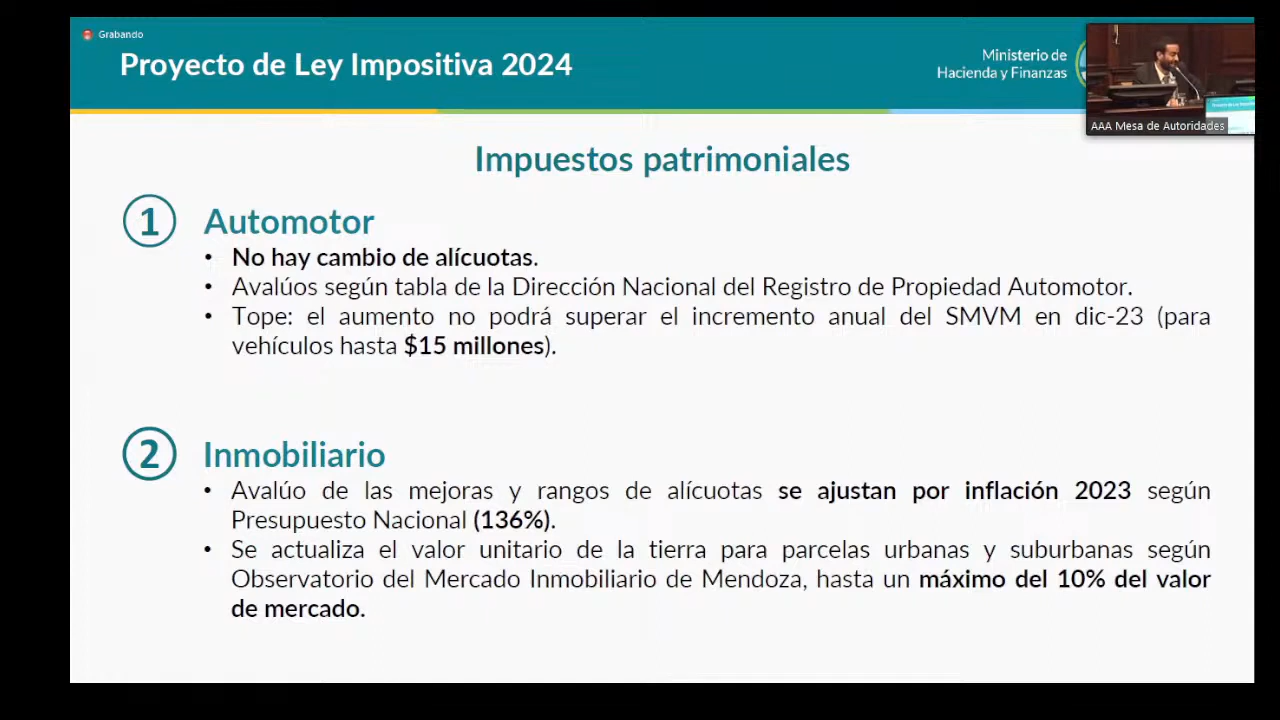 Grabando
Proyecto de Ley Impositiva 2024
Ministerio de
Hacienda y Finanzas
AAA Mesa de Autoridades
Impuestos patrimoniales
1 Automotor
• No hay cambio de alícuotas.
• Avalúos según tabla de la Dirección Nacional del Registro de Propiedad Automotor.
• Tope: el aumento no podrá superar el incremento anual del SMVM en dic-23 (para
vehículos hasta $15 millones).
2 Inmobiliario
• Avalúo de las mejoras y rangos de alícuotas se ajustan por inflación 2023 según
Presupuesto Nacional (136%).
• Se actualiza el valor unitario de la tierra para parcelas urbanas y suburbanas según
Observatorio del Mercado Inmobiliario de Mendoza, hasta un máximo del 10% del valor
de mercado.